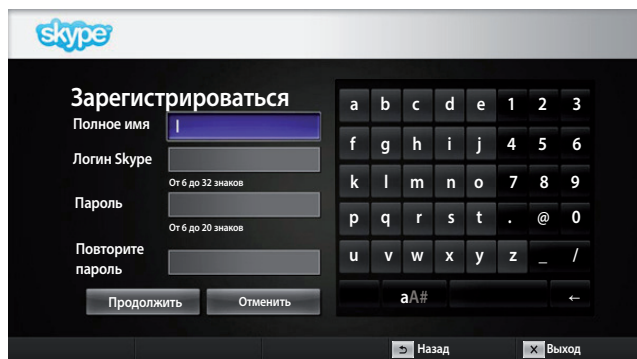 skype
Зарегистрироваться
Полное имя
Логин Skype
От 6 до 32 знаков
Пароль
От 6 до 20 знаков
Повторите
пароль
Продолжить Отменить
a b c d e 1 2 3
f g h i j 4 5 6
k l m n o 7 8 9
p q r s t . @ 0
u v w x y z _ /
aA# ←
Назад X Выход